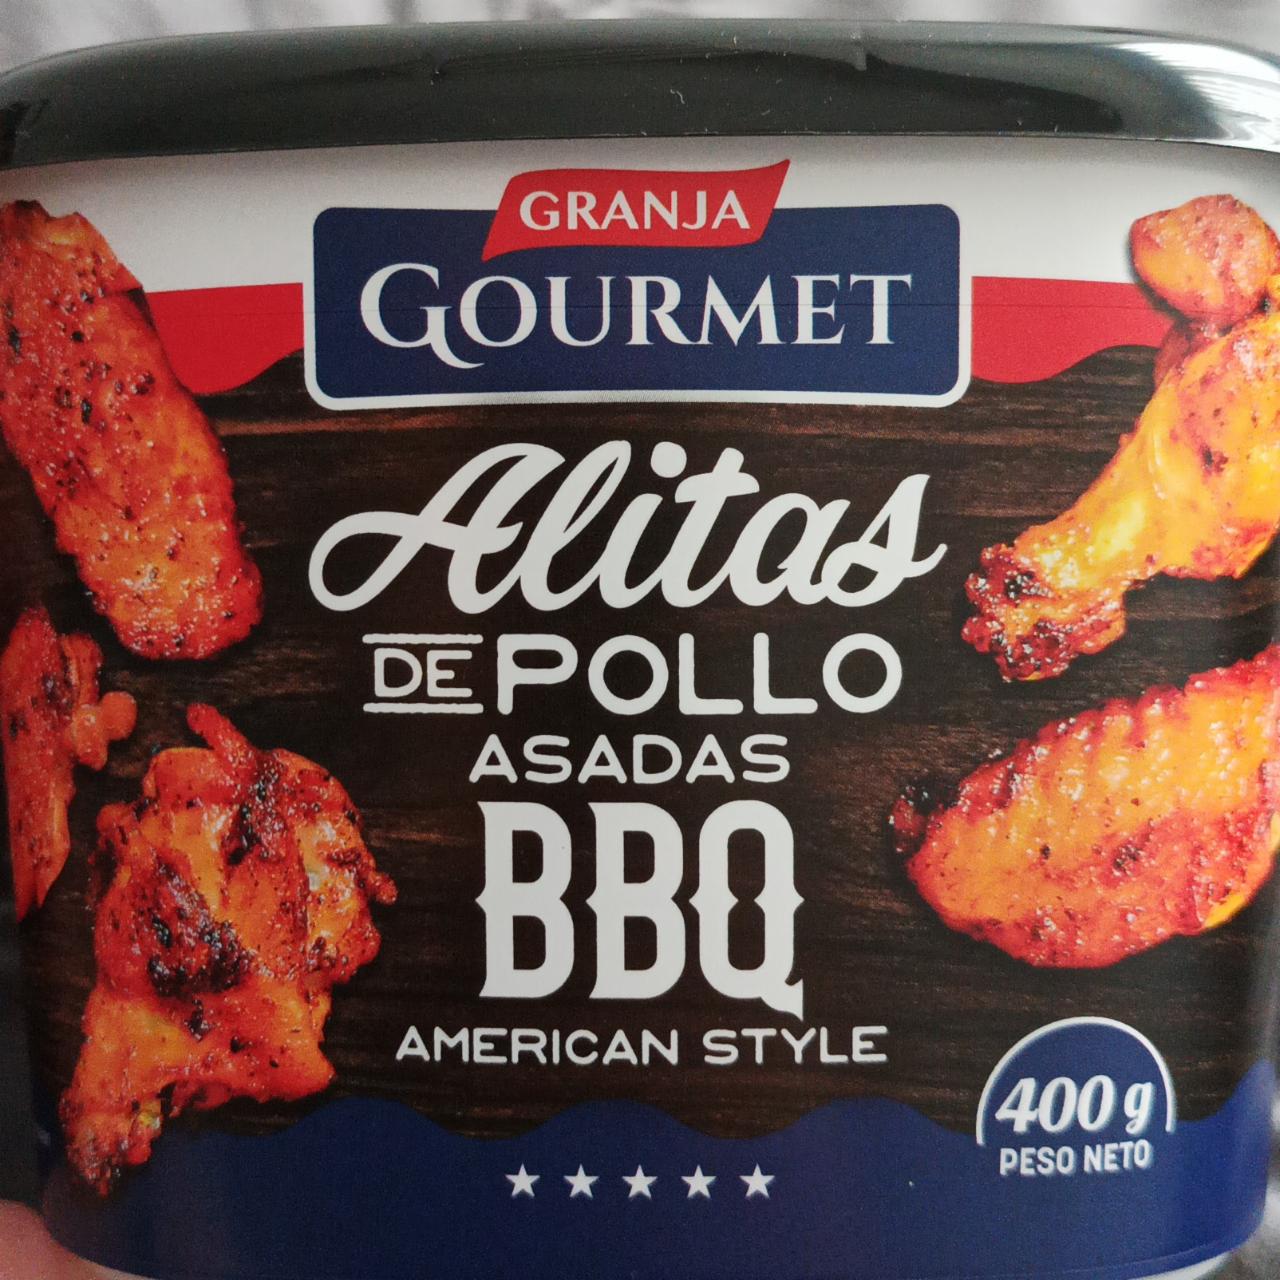 GRANJA
GOURMET
Alitas
DE POLLO
ASADAS
BBQ
AMERICAN STYLE
400 g
PESO NETO